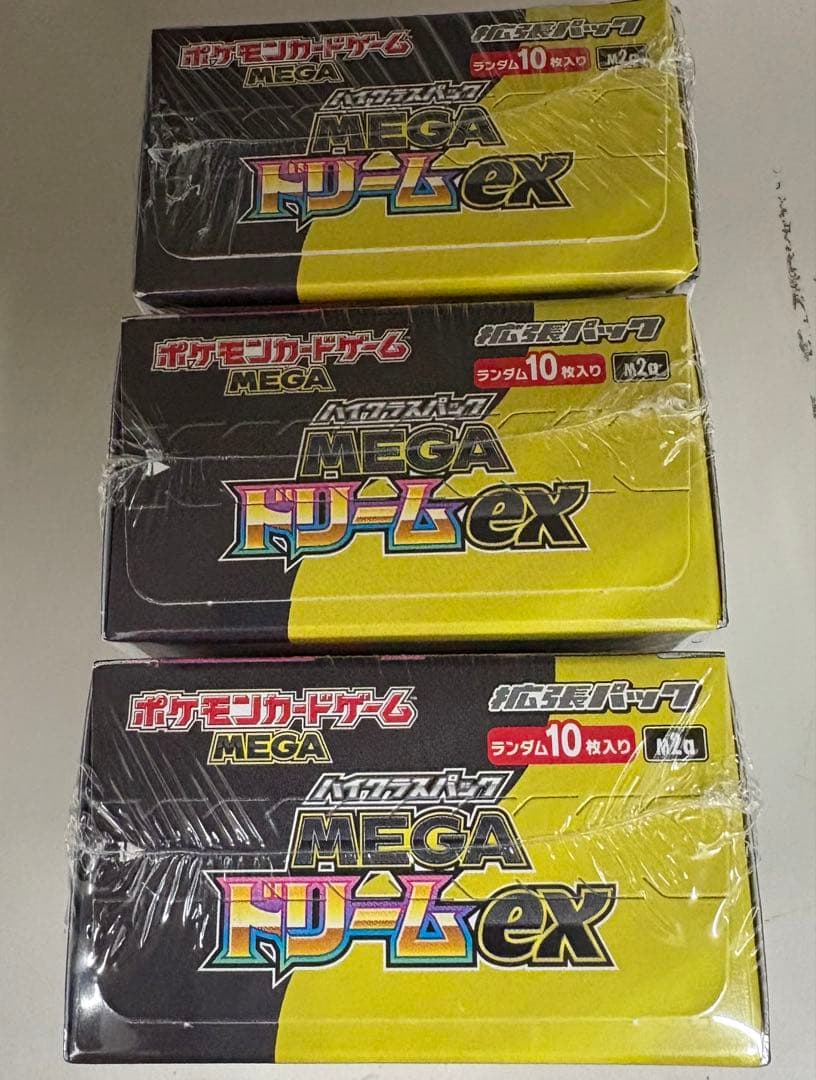 ポケモンカードゲーム
MEGA
拡張パック
ランダム10枚入り M2a
ハイクラスパック
MEGA
ドリームex
ポケモンカードゲーム
MEGA
拡張パック
ランダム10枚入り M2a
ハイクラスパック
MEGA
ドリームex
ポケモンカードゲーム
MEGA
拡張パック
ランダム10枚入り M2a
ハイクラスパック
MEGA
ドリームex